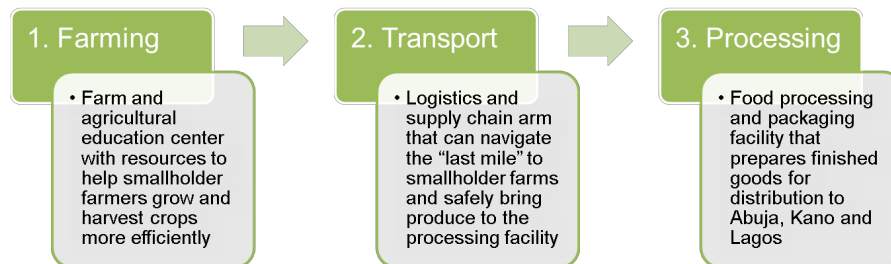 1. Farming
• Farm and
agricultural
education center
with resources to
help smallholder
farmers grow and
harvest crops
more efficiently
2. Transport
• Logistics and
supply chain arm
that can navigate
the “last mile” to
smallholder farms
and safely bring
produce to the
processing facility
3. Processing
• Food processing
and packaging
facility that
prepares finished
goods for
distribution to
Abuja, Kano and
Lagos